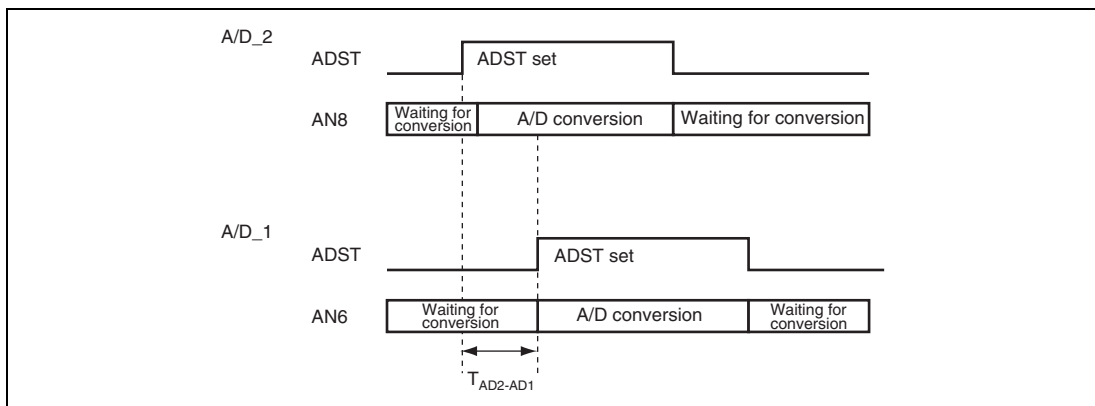 A/D_2
ADST
ADST set
AN8
Waiting for
conversion
A/D conversion
Waiting for conversion
A/D_1
ADST
ADST set
AN6
Waiting for
conversion
A/D conversion
Waiting for
conversion
TAD2-AD1